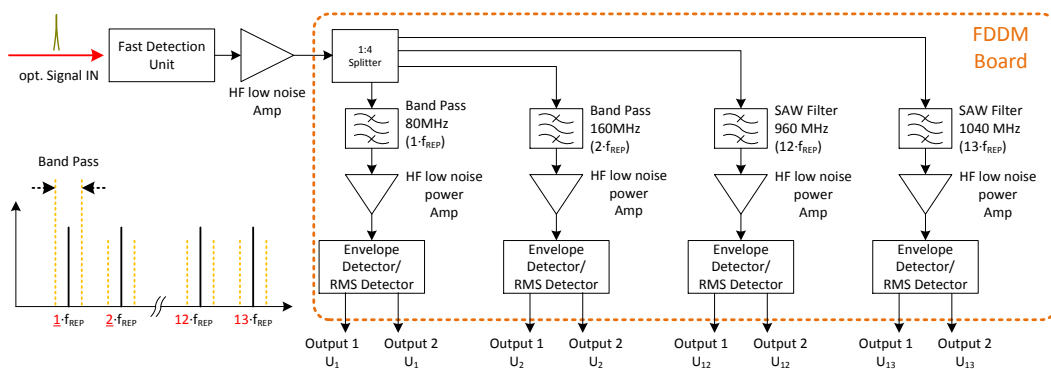 opt. Signal IN
Fast Detection
Unit
HF low noise
Amp
1:4
Splitter
FDDM
Board
Band Pass
80MHz
(1·fREP)
Band Pass
160MHz
(2·fREP)
SAW Filter
960 MHz
(12·fREP)
SAW Filter
1040 MHz
(13·fREP)
HF low noise
power
Amp
HF low noise
power
Amp
HF low noise
power
Amp
HF low noise
power
Amp
Envelope
Detector/
RMS Detector
Envelope
Detector/
RMS Detector
Envelope
Detector/
RMS Detector
Envelope
Detector/
RMS Detector
Band Pass
1·fREP
2·fREP
12·fREP
13·fREP
Output 1
U1
Output 2
U1
Output 1
U2
Output 2
U2
Output 1
U12
Output 2
U12
Output 1
U13
Output 2
U13